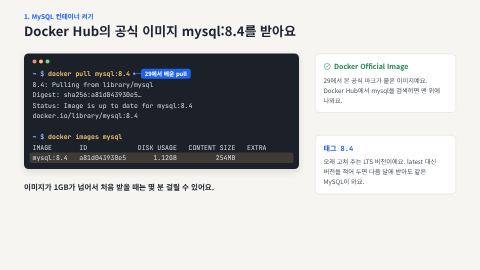 1. MySQL 컨테이너 켜기
Docker Hub의 공식 이미지 mysql:8.4를 받아요
~ $ docker pull mysql:8.4
29에서 배운 pull
8.4: Pulling from library/mysql
Digest: sha256:a81d043930e5…
Status: Image is up to date for mysql:8.4
docker.io/library/mysql:8.4
~ $ docker images mysql
IMAGE ID DISK USAGE CONTENT SIZE EXTRA
mysql:8.4 a81d043930e5 1.12GB 254MB
이미지가 1GB가 넘어서 처음 받을 때는 몇 분 걸릴 수 있어요.
Docker Official Image
29에서 본 공식 마크가 붙은 이미지예요.
Docker Hub에서 mysql을 검색하면 맨 위에
나와요.
태그 8.4
오래 고쳐 주는 LTS 버전이에요. latest 대신
버전을 적어 두면 다음 달에 받아도 같은
MySQL이 와요.